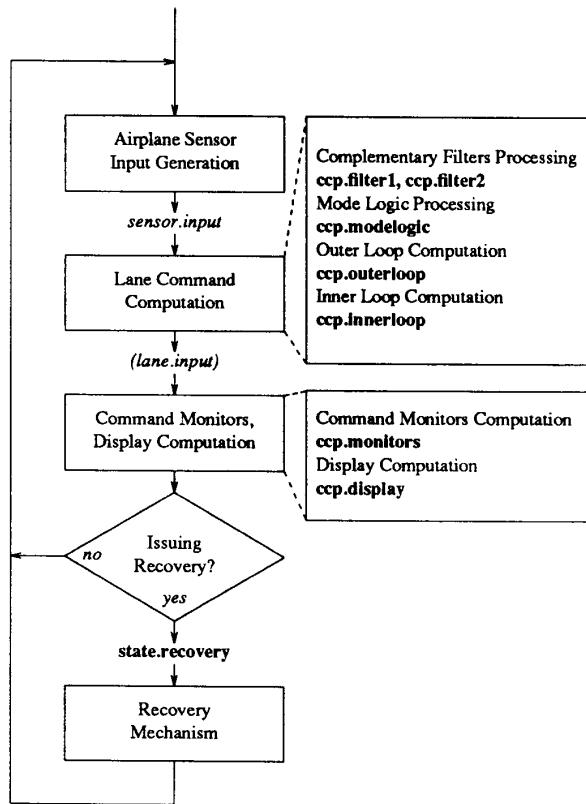 Airplane Sensor
Input Generation
sensor.input
Lane Command
Computation
Complementary Filters Processing
ccp.filter1, ccp.filter2
Mode Logic Processing
ccp.modelogic
Outer Loop Computation
ccp.outerloop
Inner Loop Computation
ccp.innerloop
(lane.input)
Command Monitors,
Display Computation
Command Monitors Computation
ccp.monitors
Display Computation
ccp.display
Issuing
Recovery?
no
yes
state.recovery
Recovery
Mechanism